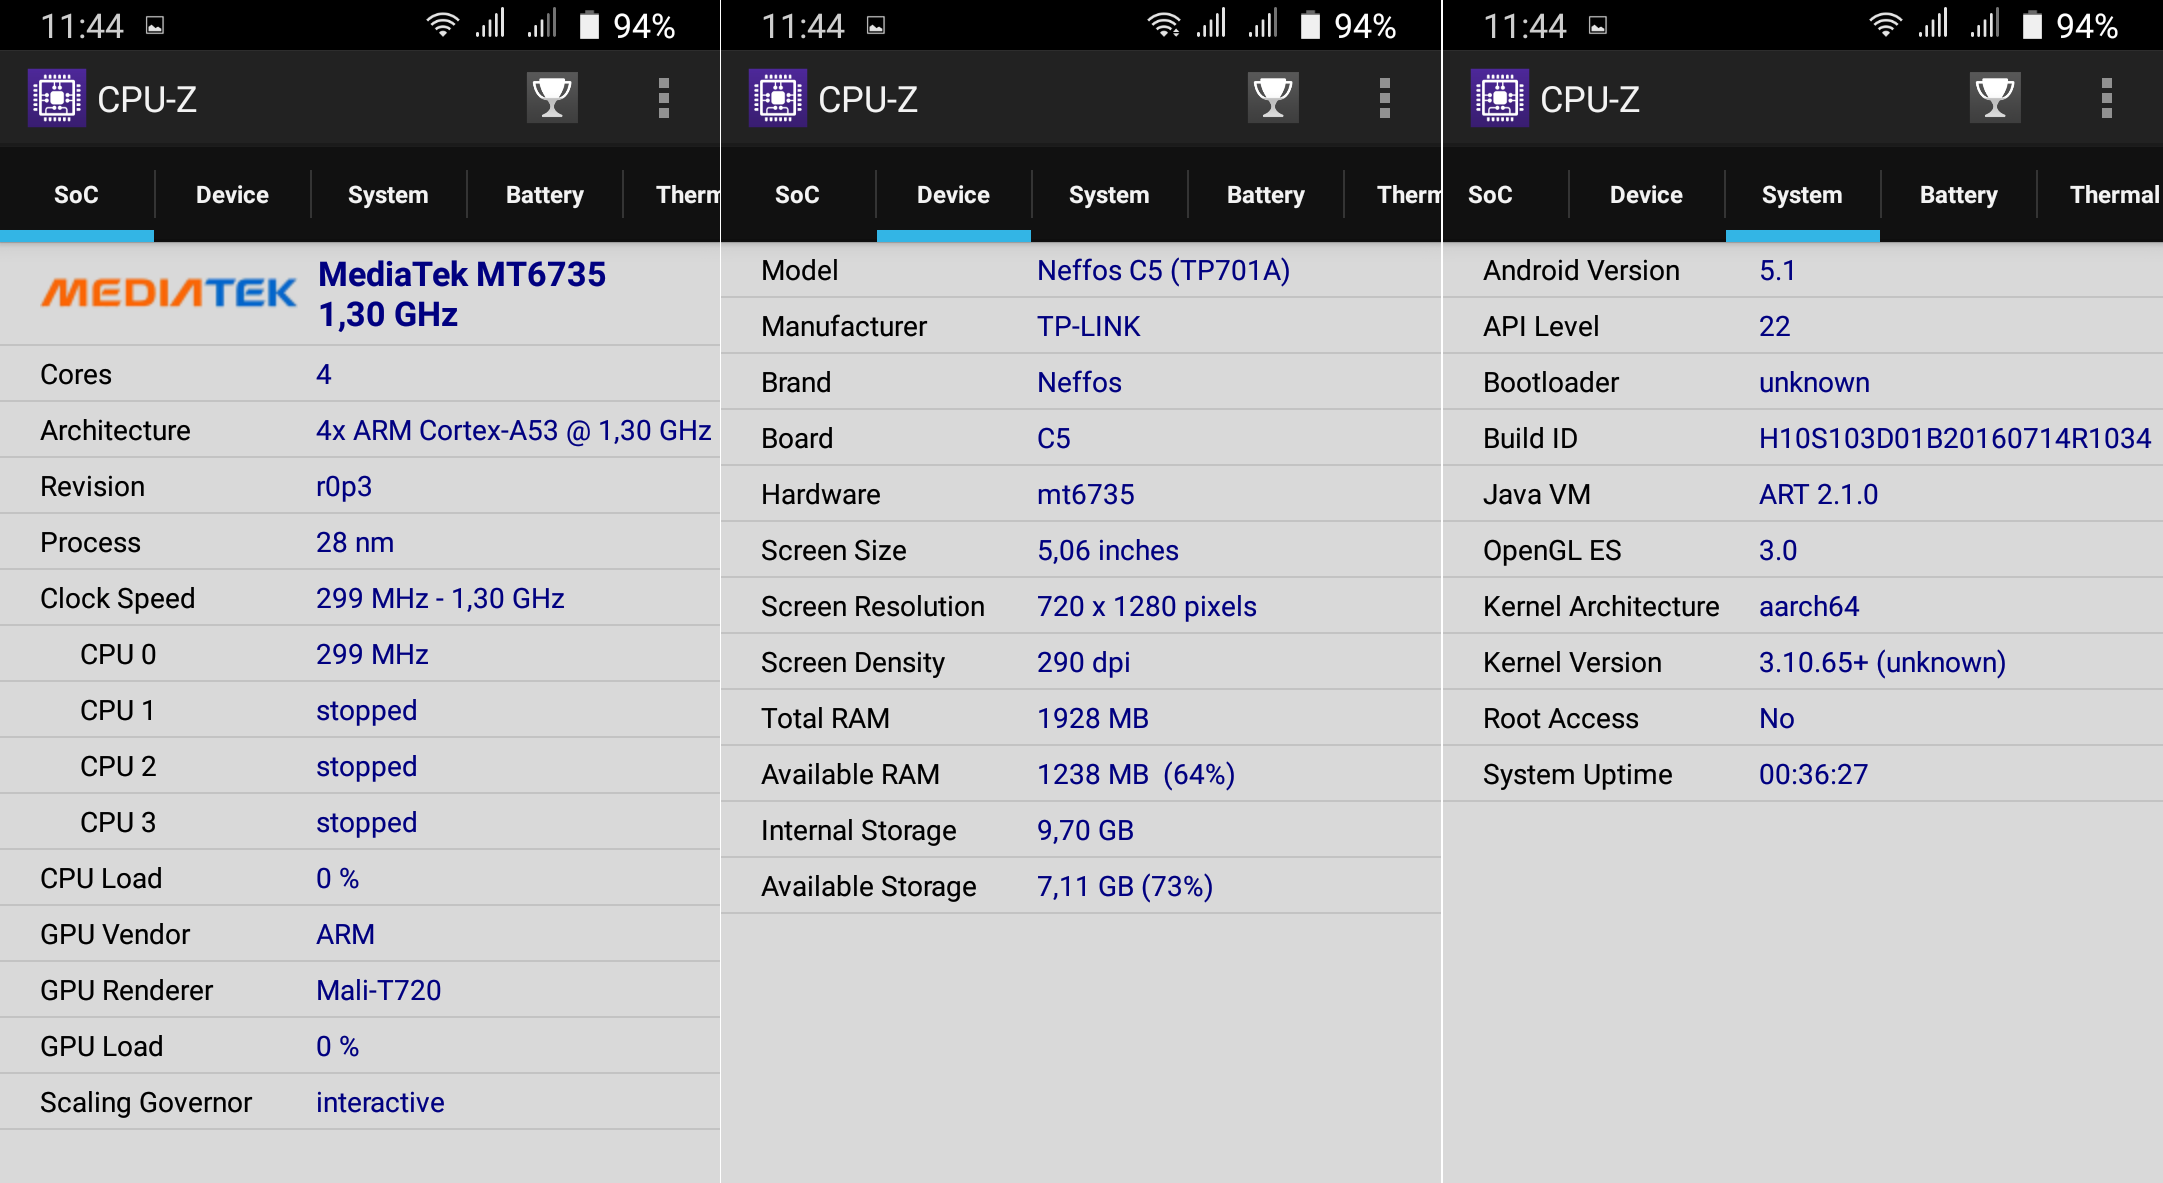 11:44 94%
CPU-Z
SoC Device System Battery Therm
MEDIATEK
MediaTek MT6735
1,30 GHz
Cores 4
Architecture 4x ARM Cortex-A53 @ 1,30 GHz
Revision r0p3
Process 28 nm
Clock Speed 299 MHz - 1,30 GHz
CPU 0 299 MHz
CPU 1 stopped
CPU 2 stopped
CPU 3 stopped
CPU Load 0 %
GPU Vendor ARM
GPU Renderer Mali-T720
GPU Load 0 %
Scaling Governor interactive
11:44 94%
CPU-Z
SoC Device System Battery Therm
Model Neffos C5 (TP701A)
Manufacturer TP-LINK
Brand Neffos
Board C5
Hardware mt6735
Screen Size 5,06 inches
Screen Resolution 720 x 1280 pixels
Screen Density 290 dpi
Total RAM 1928 MB
Available RAM 1238 MB (64%)
Internal Storage 9,70 GB
Available Storage 7,11 GB (73%)
11:44 94%
CPU-Z
SoC Device System Battery Thermal
Android Version 5.1
API Level 22
Bootloader unknown
Build ID H10S103D01B20160714R1034
Java VM ART 2.1.0
OpenGL ES 3.0
Kernel Architecture aarch64
Kernel Version 3.10.65+ (unknown)
Root Access No
System Uptime 00:36:27